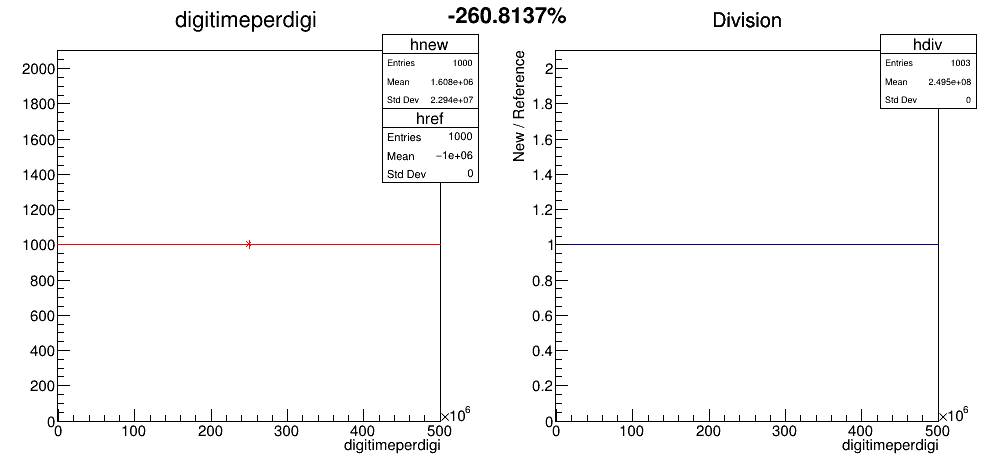 -260.8137%
digitimeperdigi
hnew
Entries 1000
Mean 1.608e+06
Std Dev 2.294e+07
href
Entries 1000
Mean −1e+06
Std Dev 0
2000
1800
1600
1400
1200
1000
800
600
400
200
0
0 100 200 300 400 500
×10⁶
digitimeperdigi
Division
hdiv
Entries 1003
Mean 2.495e+08
Std Dev 0
New / Reference
2
1.8
1.6
1.4
1.2
1
0.8
0.6
0.4
0.2
0
0 100 200 300 400 500
×10⁶
digitimeperdigi